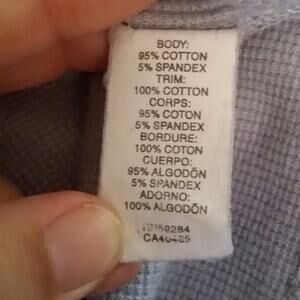 BODY:
95% COTTON
5% SPANDEX
TRIM:
100% COTTON
CORPS:
95% COTON
5% SPANDEX
BORDURE:
100% COTON
CUERPO:
95% ALGODÓN
5% SPANDEX
ADORNO:
100% ALGODÓN